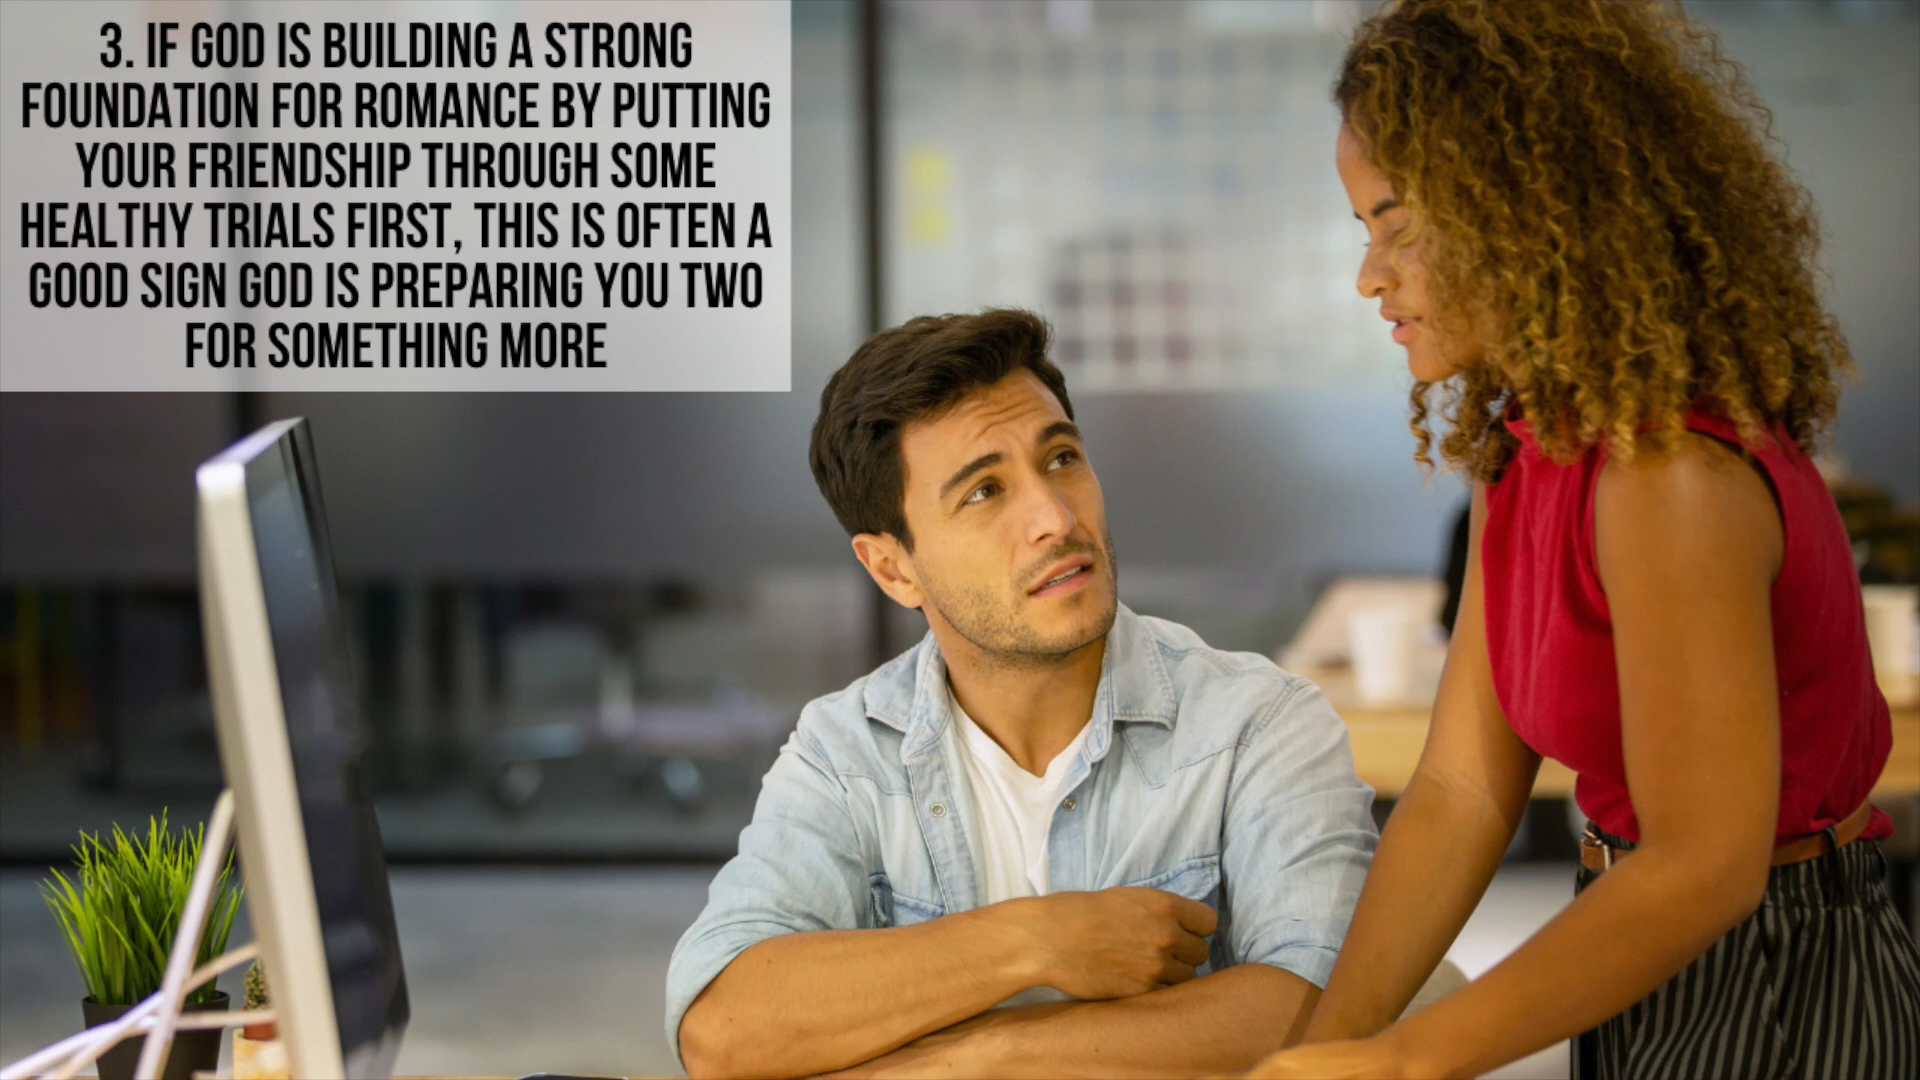 3. IF GOD IS BUILDING A STRONG
FOUNDATION FOR ROMANCE BY PUTTING
YOUR FRIENDSHIP THROUGH SOME
HEALTHY TRIALS FIRST, THIS IS OFTEN A
GOOD SIGN GOD IS PREPARING YOU TWO
FOR SOMETHING MORE